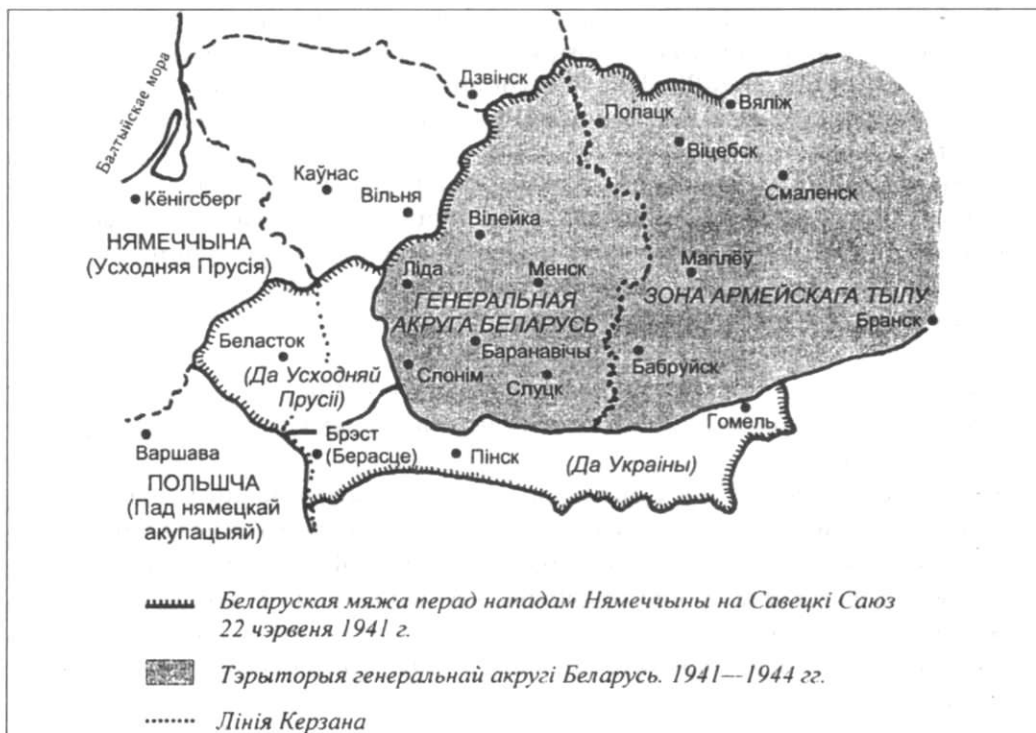 Балтыйскае мора
Дзвінск
Полацк
Вяліж
Віцебск
Смаленск
Каўнас
Вільня
Кёнігсберг
Вілейка
НЯМЕЧЧЫНА
(Усходняя Прусія)
Ліда
Менск
Магілёў
ГЕНЕРАЛЬНАЯ
АКРУГА БЕЛАРУСЬ
ЗОНА АРМЕЙСКАГА ТЫЛУ
Бранск
Беласток
Баранавічы
Бабруйск
(Да Усходняй
Прусіі)
Слонім
Слуцк
Гомель
Варшава
Брэст
(Берасце)
Пінск
(Да Украіны)
ПОЛЬШЧА
(Пад нямецкай
акупацыяй)
Беларуская мяжа перад нападам Нямеччыны на Савецкі Саюз
22 чэрвеня 1941 г.
Тэрыторыя генеральнай акругі Беларусь. 1941—1944 гг.
Лінія Керзана